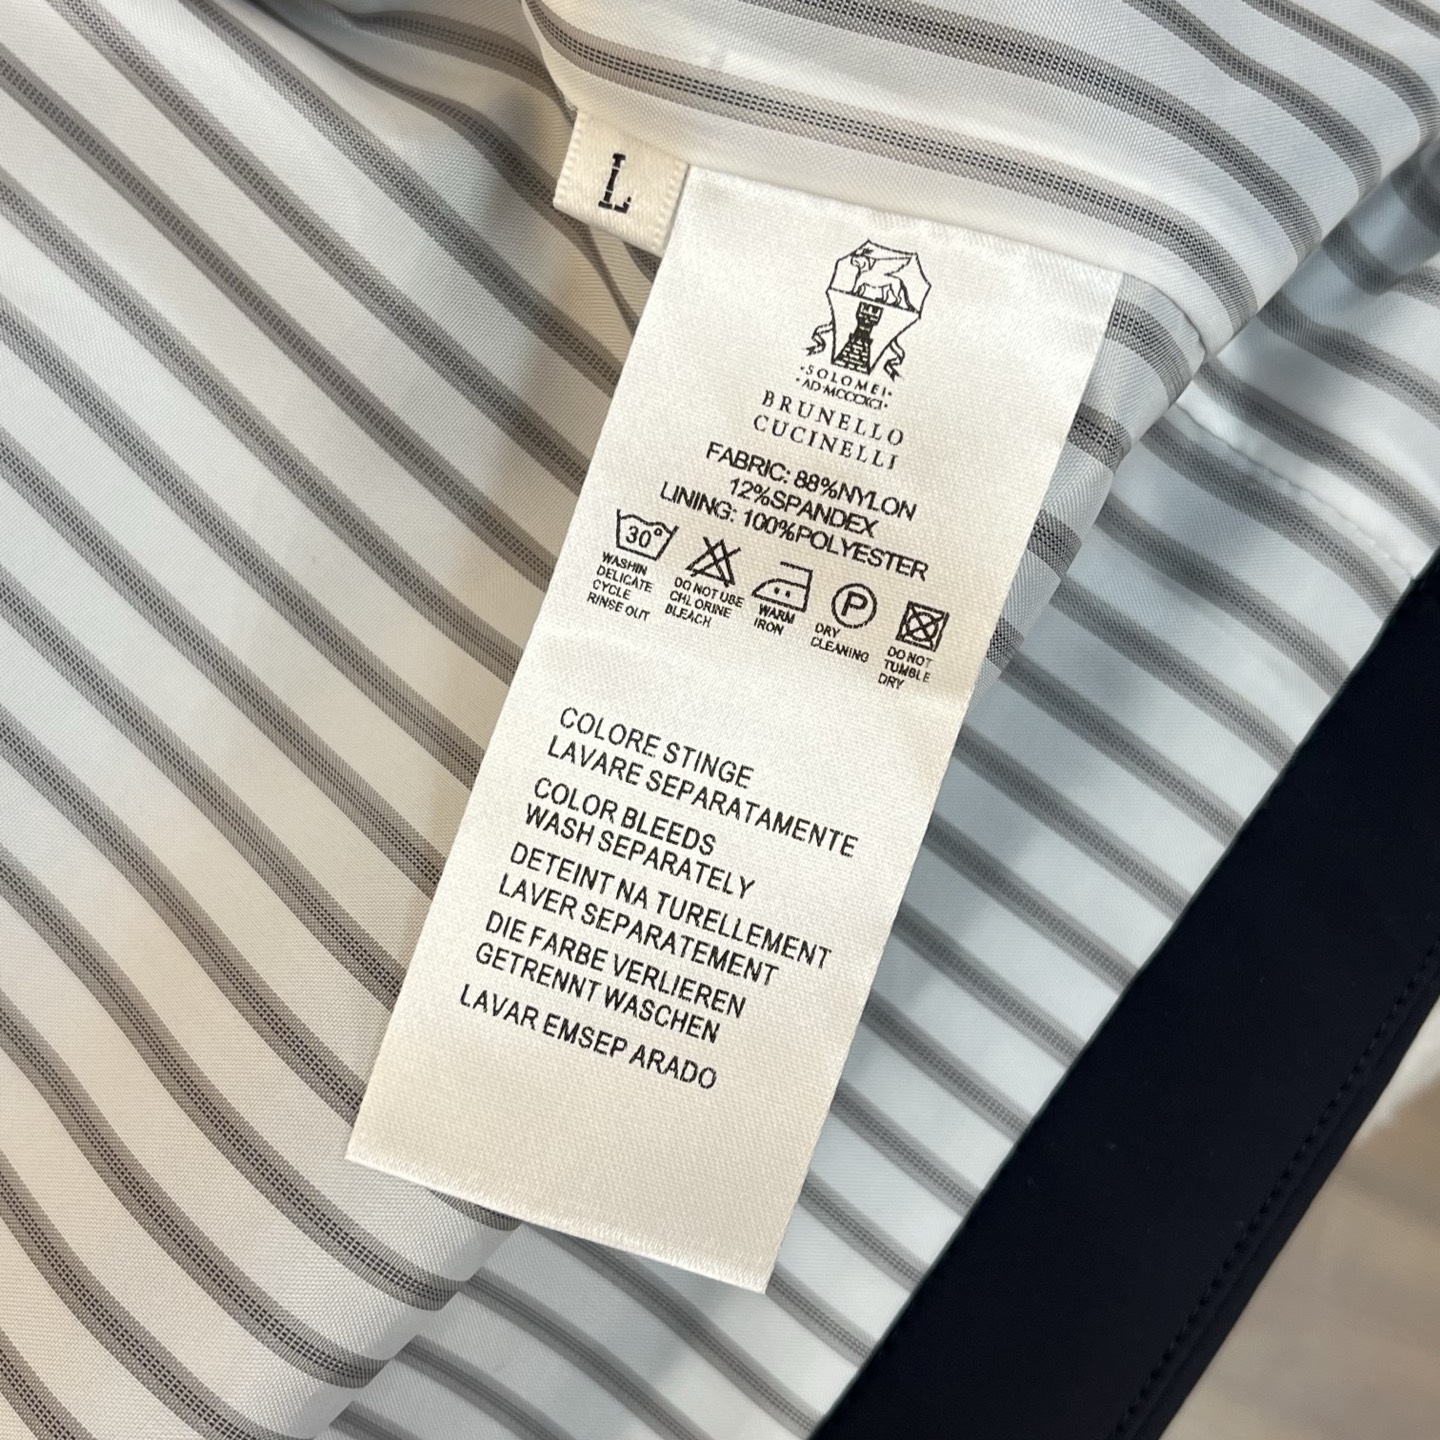 L
·SOLOMEI·
·AD·MCCCXCI·
BRUNELLO
CUCINELLI
FABRIC: 88%NYLON
12%SPANDEX
LINING: 100%POLYESTER
30°
WASHIN
DELICATE
CYCLE
RINSE OUT
DO NOT UBE
CHLORINE
BLEACH
WARM
IRON
P
DRY
CLEANING
DO NOT
TUMBLE
DRY
COLORE STINGE
LAVARE SEPARATAMENTE
COLOR BLEEDS
WASH SEPARATELY
DETEINT NA TURELLEMENT
LAVER SEPARATEMENT
DIE FARBE VERLIEREN
GETRENNT WASCHEN
LAVAR EMSEP ARADO